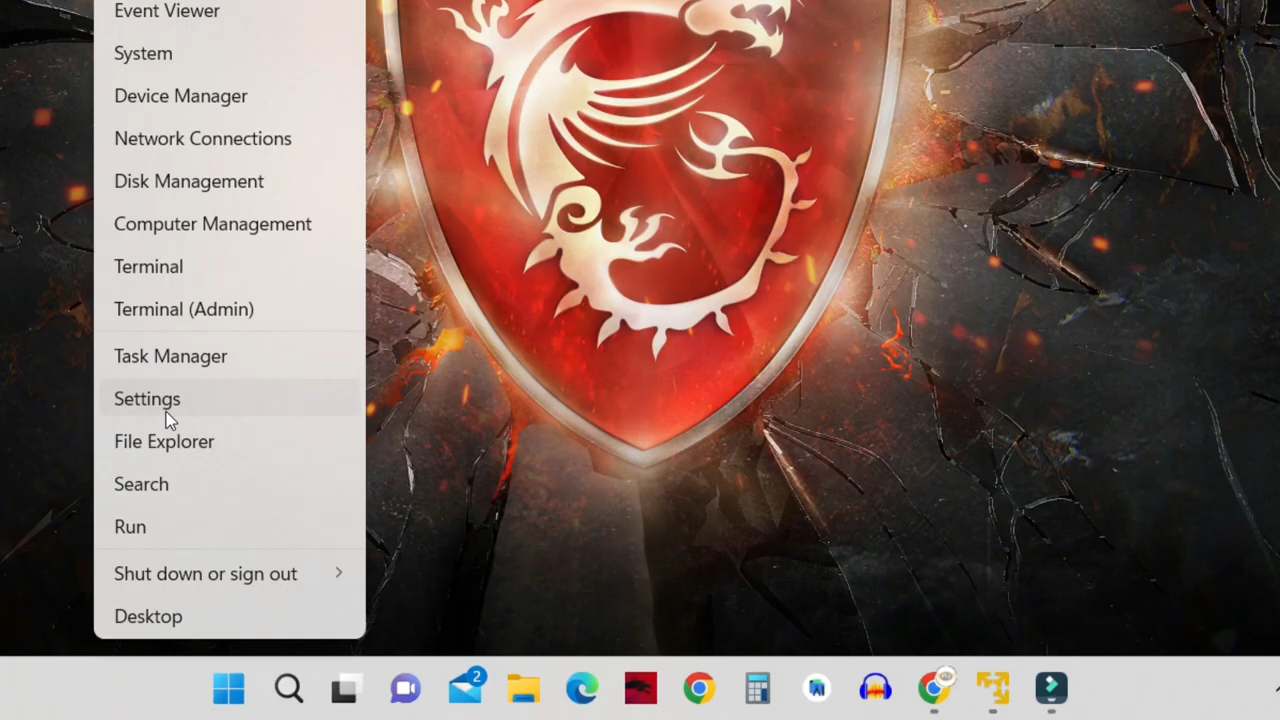 Event Viewer
System
Device Manager
Network Connections
Disk Management
Computer Management
Terminal
Terminal (Admin)
Task Manager
Settings
File Explorer
Search
Run
Shut down or sign out
Desktop
2
AI